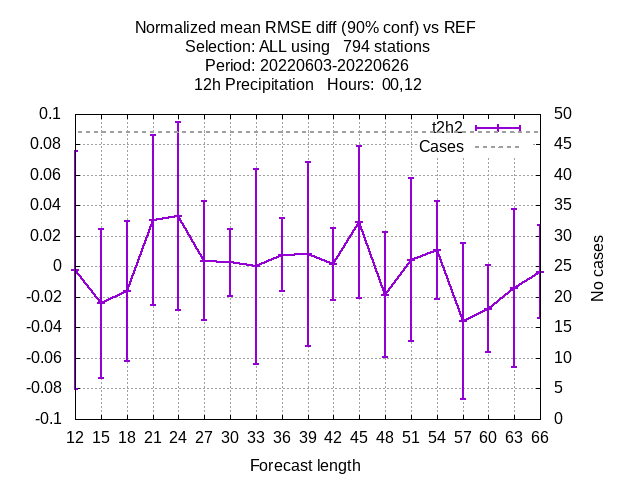 Normalized mean RMSE diff (90% conf) vs REF
Selection: ALL using   794 stations
Period: 20220603-20220626
12h Precipitation   Hours:  00,12
t2h2
Cases
0.1
0.08
0.06
0.04
0.02
0
-0.02
-0.04
-0.06
-0.08
-0.1
50
45
40
35
30
25
20
15
10
5
0
No cases
12 15 18 21 24 27 30 33 36 39 42 45 48 51 54 57 60 63 66
Forecast length